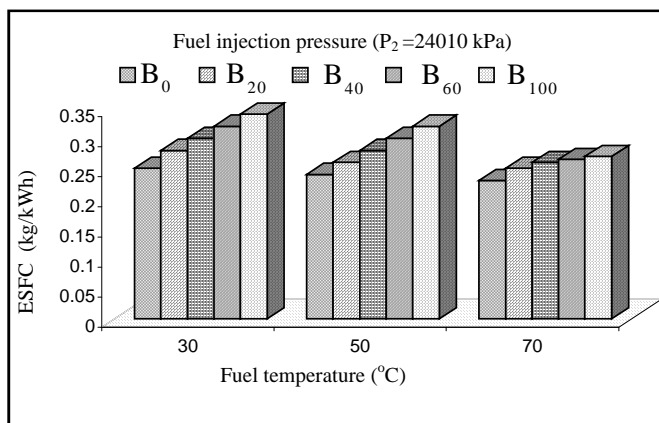 Fuel injection pressure (P₂ =24010 kPa)
B₀ B₂₀ B₄₀ B₆₀ B₁₀₀
0.35
0.3
0.25
0.2
0.15
0.1
0.05
0
ESFC (kg/kWh)
30 50 70
Fuel temperature (°C)